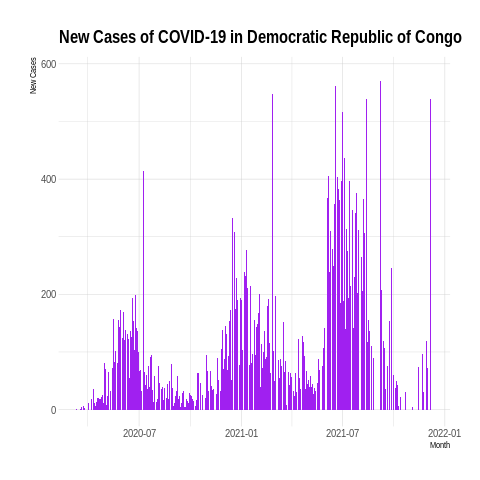 New Cases of COVID-19 in Democratic Republic of Congo
New Cases
600
400
200
0
2020-07
2021-01
2021-07
2022-01
Month